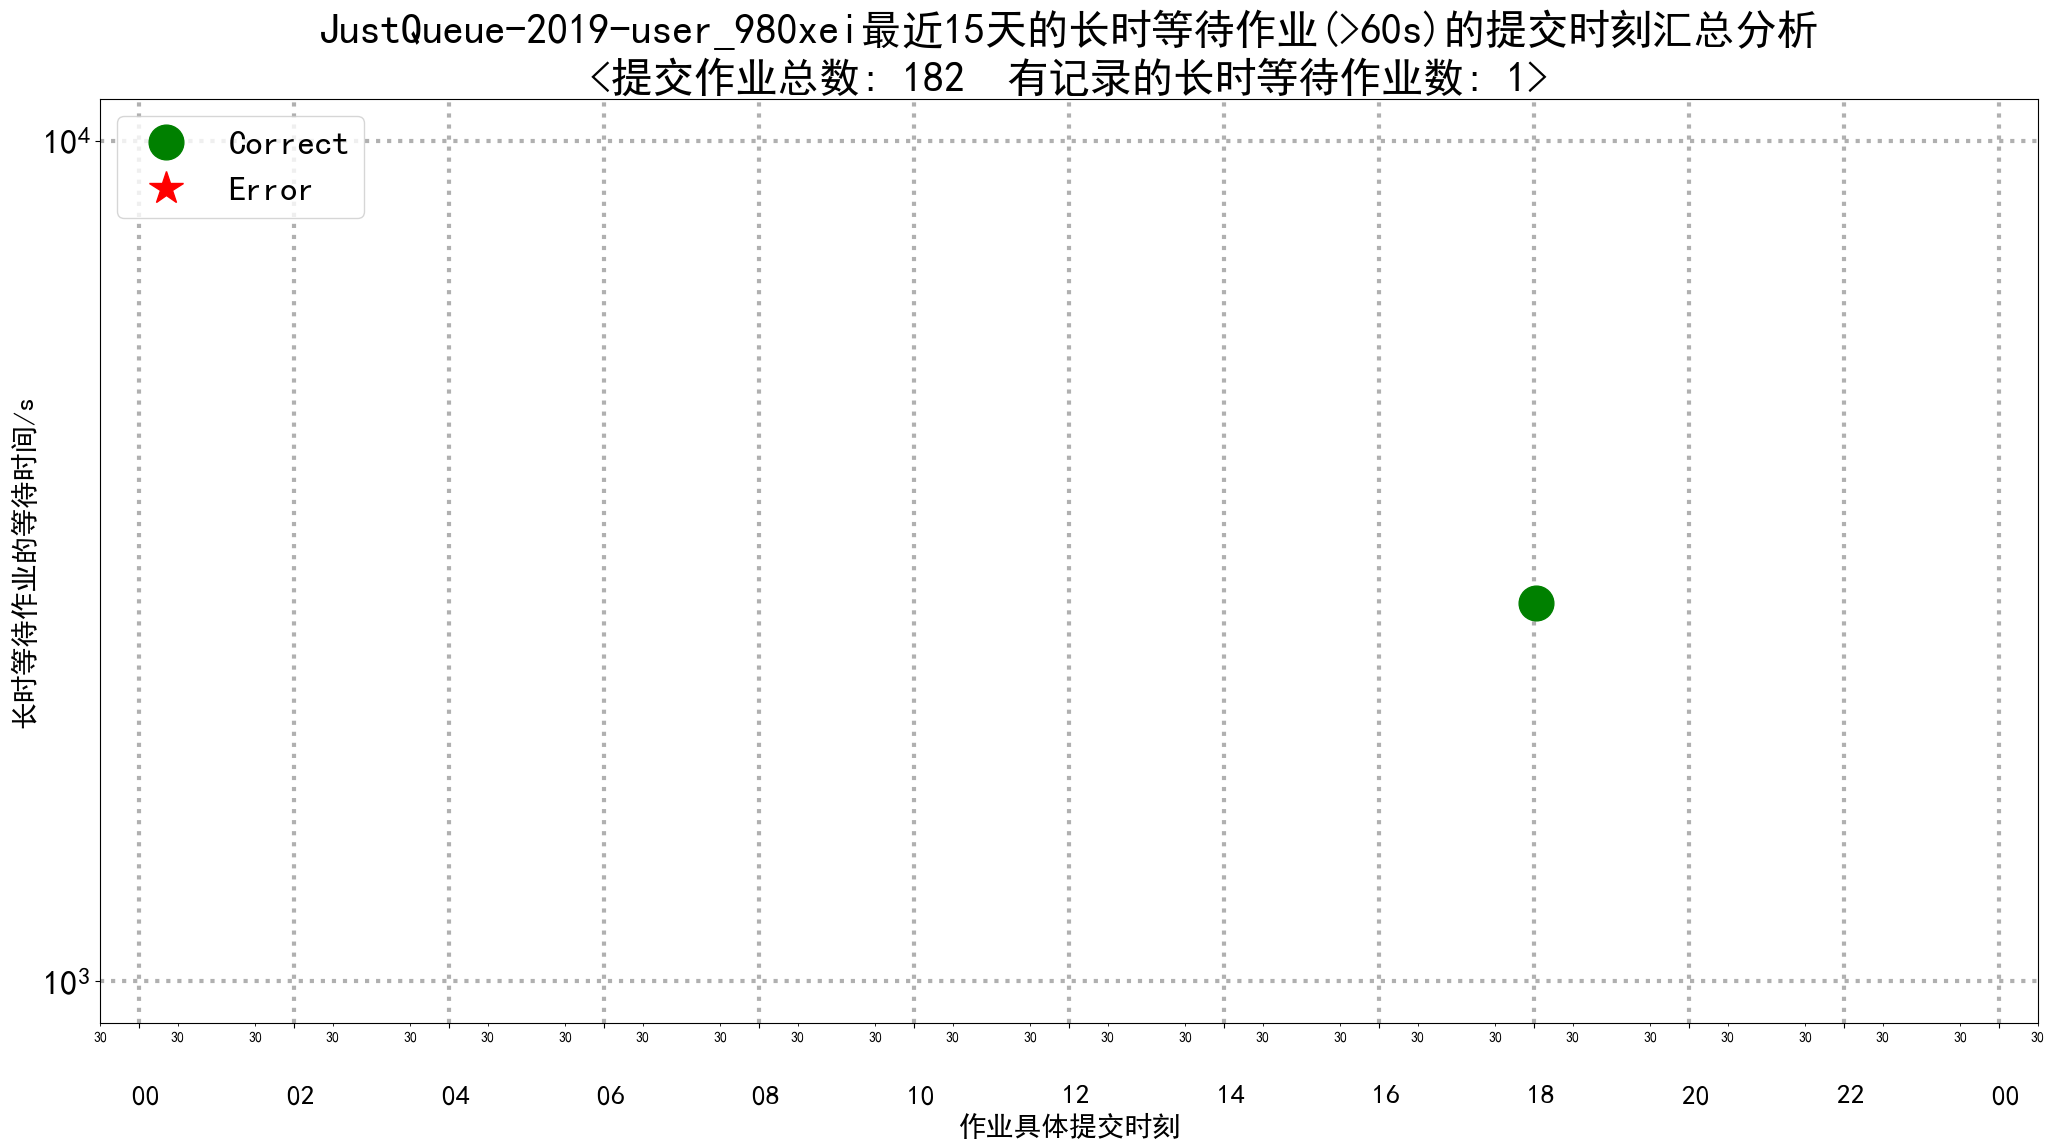 JustQueue-2019-user_980xei最近15天的长时等待作业(>60s)的提交时刻汇总分析
<提交作业总数: 182  有记录的长时等待作业数: 1>
Correct
Error
10⁴
10³
长时等待作业的等待时间/s
30 30 30 30 30 30 30 30 30 30 30 30 30 30 30 30 30 30 30 30 30 30 30 30 30 30
00 02 04 06 08 10 12 14 16 18 20 22 00
作业具体提交时刻